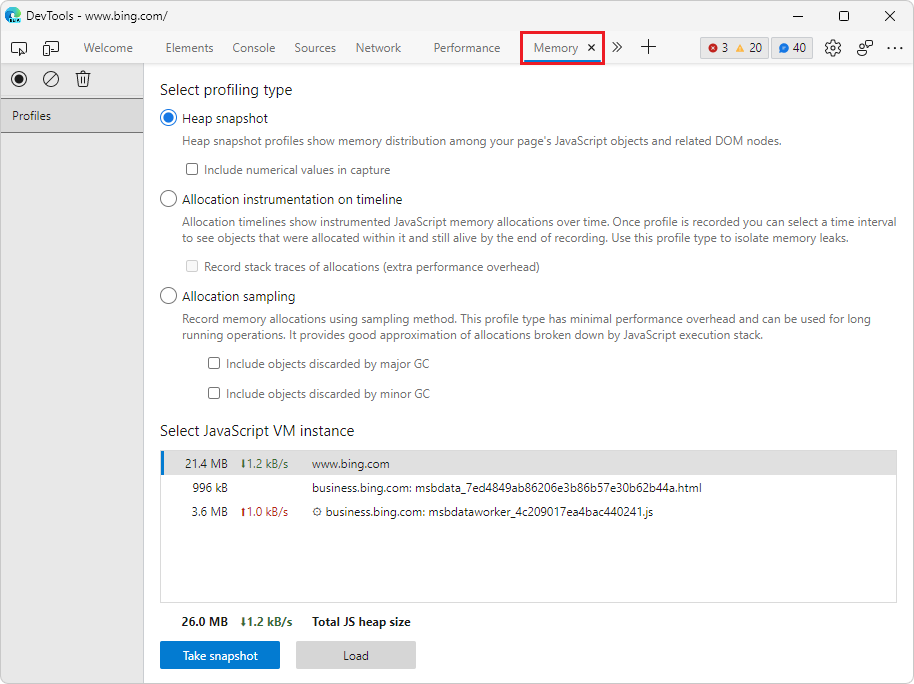 DevTools - www.bing.com/
Welcome Elements Console Sources Network Performance Memory 3 20 40
Profiles
Select profiling type
Heap snapshot
Heap snapshot profiles show memory distribution among your page's JavaScript objects and related DOM nodes.
Include numerical values in capture
Allocation instrumentation on timeline
Allocation timelines show instrumented JavaScript memory allocations over time. Once profile is recorded you can select a time interval
to see objects that were allocated within it and still alive by the end of recording. Use this profile type to isolate memory leaks.
Record stack traces of allocations (extra performance overhead)
Allocation sampling
Record memory allocations using sampling method. This profile type has minimal performance overhead and can be used for long
running operations. It provides good approximation of allocations broken down by JavaScript execution stack.
Include objects discarded by major GC
Include objects discarded by minor GC
Select JavaScript VM instance
21.4 MB ⬇1.2 kB/s www.bing.com
996 kB business.bing.com: msbdata_7ed4849ab86206e3b86b57e30b62b44a.html
3.6 MB ⬆1.0 kB/s business.bing.com: msbdataworker_4c209017ea4bac440241.js
26.0 MB ⬇1.2 kB/s Total JS heap size
Take snapshot Load